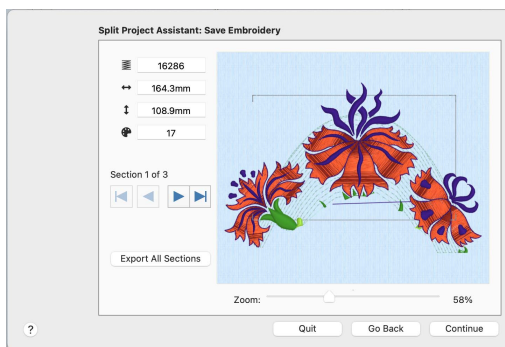 Split Project Assistant: Save Embroidery
16286
164.3mm
108.9mm
17
Section 1 of 3
Export All Sections
Zoom: 58%
? Quit Go Back Continue